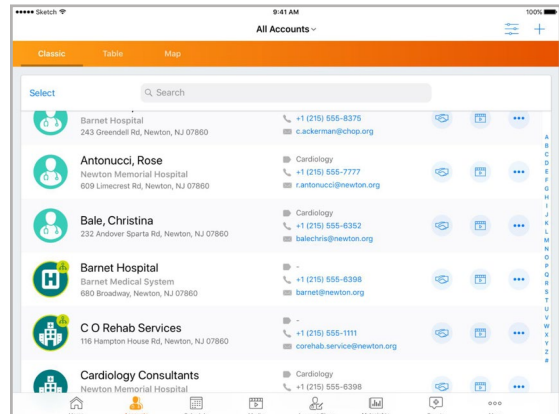 Sketch
9:41 AM
100%
All Accounts
Classic
Table
Map
Select
Search
Barnet Hospital
243 Greendell Rd, Newton, NJ 07860
+1 (215) 555-8375
c.ackerman@chop.org
Antonucci, Rose
Newton Memorial Hospital
609 Limecrest Rd, Newton, NJ 07860
Cardiology
+1 (215) 555-7777
r.antonucci@newton.org
Bale, Christina
232 Andover Sparta Rd, Newton, NJ 07860
Cardiology
+1 (215) 555-6352
balechris@newton.org
Barnet Hospital
Barnet Medical System
680 Broadway, Newton, NJ 07860
-
+1 (215) 555-6398
barnet@newton.org
C O Rehab Services
116 Hampton House Rd, Newton, NJ 07860
-
+1 (215) 555-1111
corehab.service@newton.org
Cardiology Consultants
Newton Memorial Hospital
Cardiology
+1 (215) 555-6398
A
B
C
D
E
F
G
H
I
J
K
L
M
N
O
P
Q
R
S
T
U
V
W
X
Y
Z
#